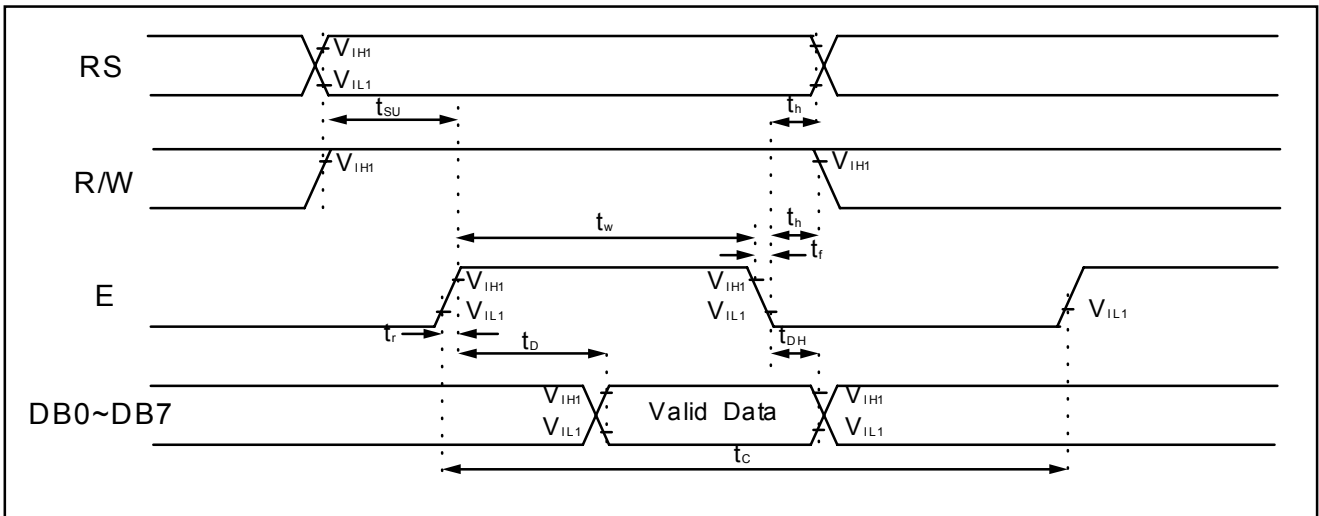 RS
VIH1
VIL1
tSU
th
R/W
VIH1
VIH1
tw
th
tf
E
VIH1
VIH1
VIL1
VIL1
VIL1
tr
tD
tDH
DB0~DB7
VIH1
Valid Data
VIH1
VIL1
VIL1
tC